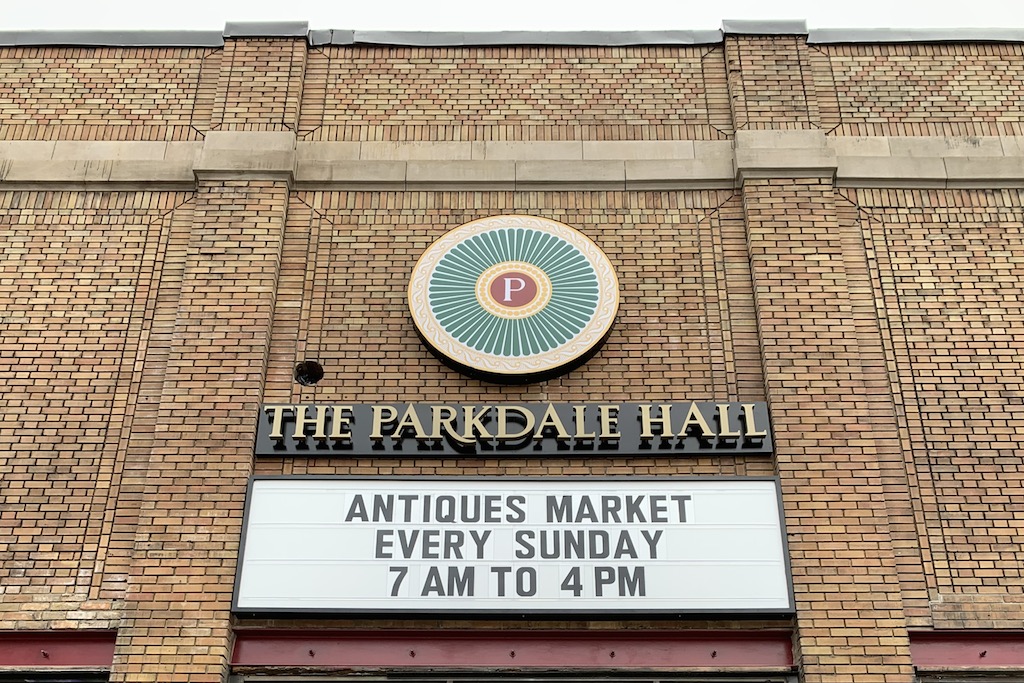 P
THE PARKDALE HALL
ANTIQUES MARKET
EVERY SUNDAY
7 AM TO 4 PM